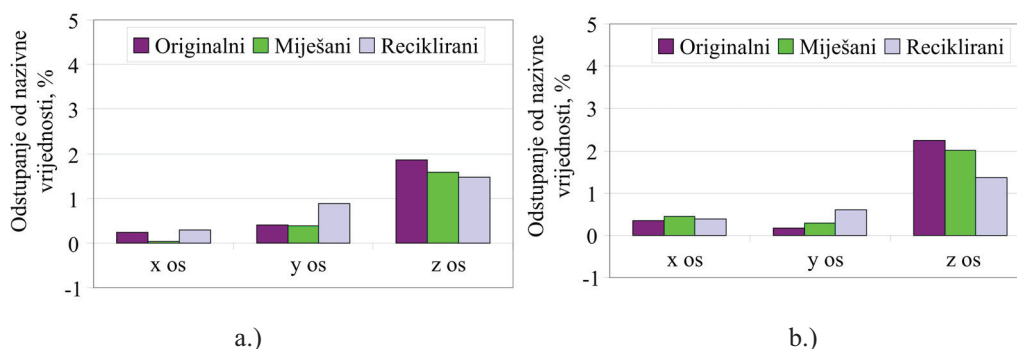 Odstupanje od nazivne
vrijednosti, %
5
4
3
2
1
0
-1
Originalni Miješani Reciklirani
x os y os z os
a.)
Odstupanje od nazivne
vrijednosti, %
5
4
3
2
1
0
-1
Originalni Miješani Reciklirani
x os y os z os
b.)